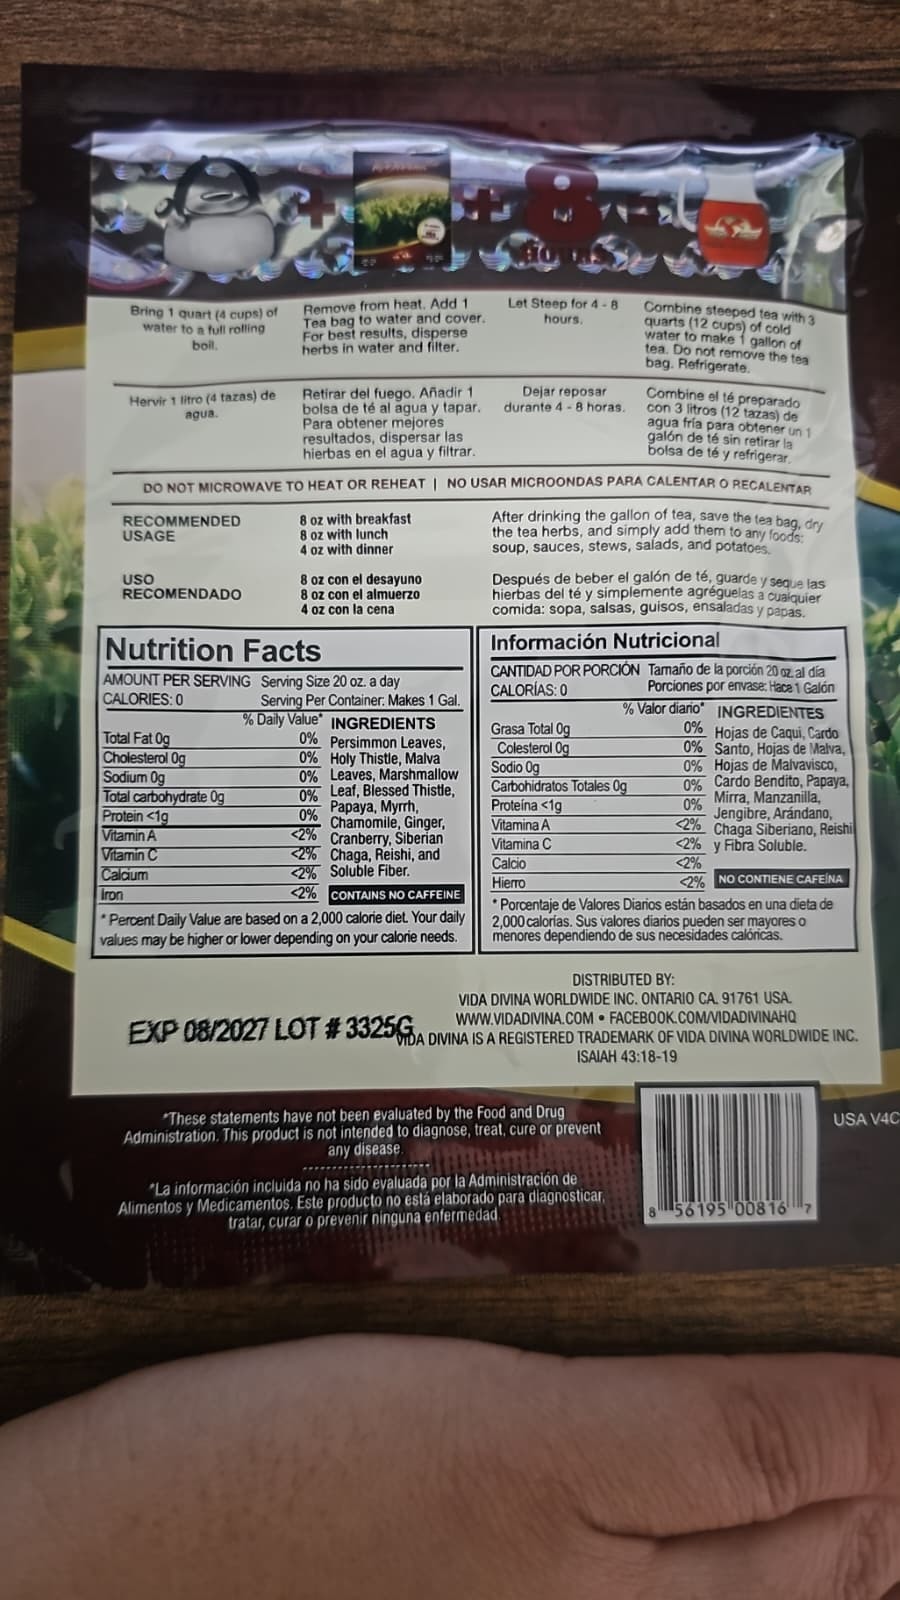 8
HOURS
Bring 1 quart (4 cups) of
water to a full rolling
boil.
Remove from heat. Add 1
Tea bag to water and cover.
For best results, disperse
herbs in water and filter.
Let Steep for 4 - 8
hours.
Combine steeped tea with 3
quarts (12 cups) of cold
water to make 1 gallon of
tea. Do not remove the tea
bag. Refrigerate.
Hervir 1 litro (4 tazas) de
agua.
Retirar del fuego. Añadir 1
bolsa de té al agua y tapar.
Para obtener mejores
resultados, dispersar las
hierbas en el agua y filtrar.
Dejar reposar
durante 4 - 8 horas.
Combine el té preparado
con 3 litros (12 tazas) de
agua fría para obtener un 1
galón de té sin retirar la
bolsa de té y refrigerar.
DO NOT MICROWAVE TO HEAT OR REHEAT | NO USAR MICROONDAS PARA CALENTAR O RECALENTAR
RECOMMENDED
USAGE
8 oz with breakfast
8 oz with lunch
4 oz with dinner
After drinking the gallon of tea, save the tea bag, dry
the tea herbs, and simply add them to any foods:
soup, sauces, stews, salads, and potatoes.
USO
RECOMENDADO
8 oz con el desayuno
8 oz con el almuerzo
4 oz con la cena
Después de beber el galón de té, guarde y seque las
hierbas del té y simplemente agréguelas a cualquier
comida: sopa, salsas, guisos, ensaladas y papas.
Nutrition Facts
AMOUNT PER SERVING Serving Size 20 oz. a day
CALORIES: 0 Serving Per Container: Makes 1 Gal.
% Daily Value*
Total Fat 0g 0%
Cholesterol 0g 0%
Sodium 0g 0%
Total carbohydrate 0g 0%
Protein <1g 0%
Vitamin A <2%
Vitamin C <2%
Calcium <2%
Iron <2%
INGREDIENTS
Persimmon Leaves,
Holy Thistle, Malva
Leaves, Marshmallow
Leaf, Blessed Thistle,
Papaya, Myrrh,
Chamomile, Ginger,
Cranberry, Siberian
Chaga, Reishi, and
Soluble Fiber.
CONTAINS NO CAFFEINE
* Percent Daily Value are based on a 2,000 calorie diet. Your daily
values may be higher or lower depending on your calorie needs.
Información Nutricional
CANTIDAD POR PORCIÓN Tamaño de la porción 20 oz. al día
CALORÍAS: 0 Porciones por envase: Hace 1 Galón
% Valor diario*
Grasa Total 0g 0%
Colesterol 0g 0%
Sodio 0g 0%
Carbohidratos Totales 0g 0%
Proteína <1g 0%
Vitamina A <2%
Vitamina C <2%
Calcio <2%
Hierro <2%
INGREDIENTES
Hojas de Caqui, Cardo
Santo, Hojas de Malva,
Hojas de Malvavisco,
Cardo Bendito, Papaya,
Mirra, Manzanilla,
Jengibre, Arándano,
Chaga Siberiano, Reishi
y Fibra Soluble.
NO CONTIENE CAFEÍNA
* Porcentaje de Valores Diarios están basados en una dieta de
2,000 calorías. Sus valores diarios pueden ser mayores o
menores dependiendo de sus necesidades calóricas.
DISTRIBUTED BY:
VIDA DIVINA WORLDWIDE INC. ONTARIO CA. 91761 USA.
WWW.VIDADIVINA.COM • FACEBOOK.COM/VIDADIVINAHQ
EXP 08/2027 LOT # 3325G
VIDA DIVINA IS A REGISTERED TRADEMARK OF VIDA DIVINA WORLDWIDE INC.
ISAIAH 43:18-19
*These statements have not been evaluated by the Food and Drug
Administration. This product is not intended to diagnose, treat, cure or prevent
any disease.
*La información incluida no ha sido evaluada por la Administración de
Alimentos y Medicamentos. Este producto no está elaborado para diagnosticar,
tratar, curar o prevenir ninguna enfermedad.
USA V4C
8 56195 00816 7